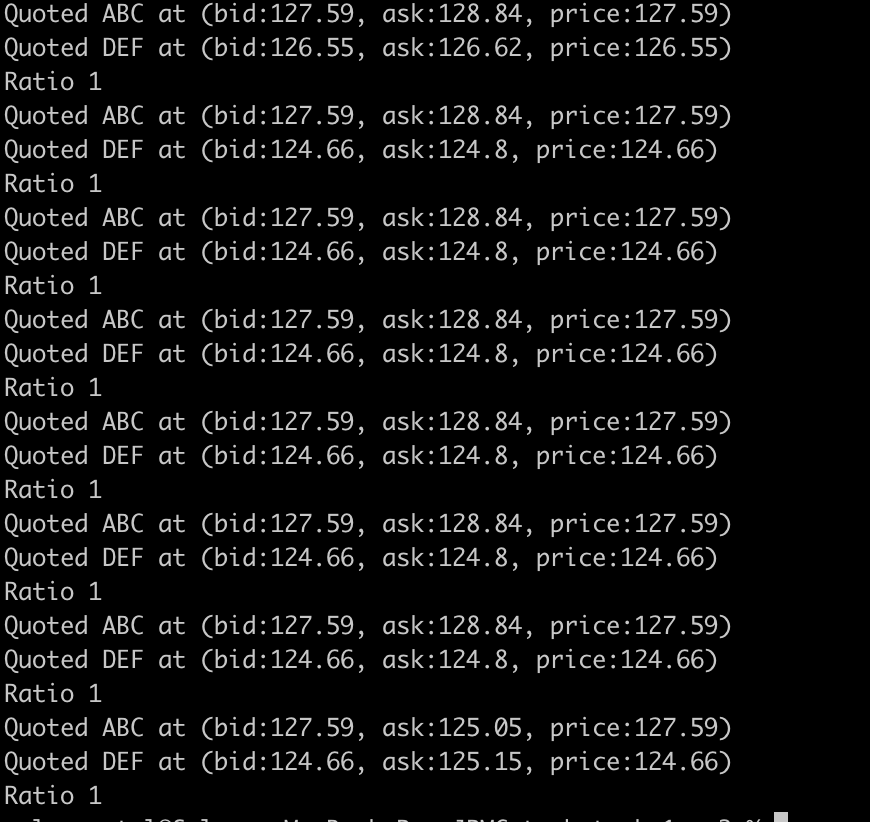 Quoted ABC at (bid:127.59, ask:128.84, price:127.59)
Quoted DEF at (bid:126.55, ask:126.62, price:126.55)
Ratio 1
Quoted ABC at (bid:127.59, ask:128.84, price:127.59)
Quoted DEF at (bid:124.66, ask:124.8, price:124.66)
Ratio 1
Quoted ABC at (bid:127.59, ask:128.84, price:127.59)
Quoted DEF at (bid:124.66, ask:124.8, price:124.66)
Ratio 1
Quoted ABC at (bid:127.59, ask:128.84, price:127.59)
Quoted DEF at (bid:124.66, ask:124.8, price:124.66)
Ratio 1
Quoted ABC at (bid:127.59, ask:128.84, price:127.59)
Quoted DEF at (bid:124.66, ask:124.8, price:124.66)
Ratio 1
Quoted ABC at (bid:127.59, ask:128.84, price:127.59)
Quoted DEF at (bid:124.66, ask:124.8, price:124.66)
Ratio 1
Quoted ABC at (bid:127.59, ask:128.84, price:127.59)
Quoted DEF at (bid:124.66, ask:124.8, price:124.66)
Ratio 1
Quoted ABC at (bid:127.59, ask:125.05, price:127.59)
Quoted DEF at (bid:124.66, ask:125.15, price:124.66)
Ratio 1